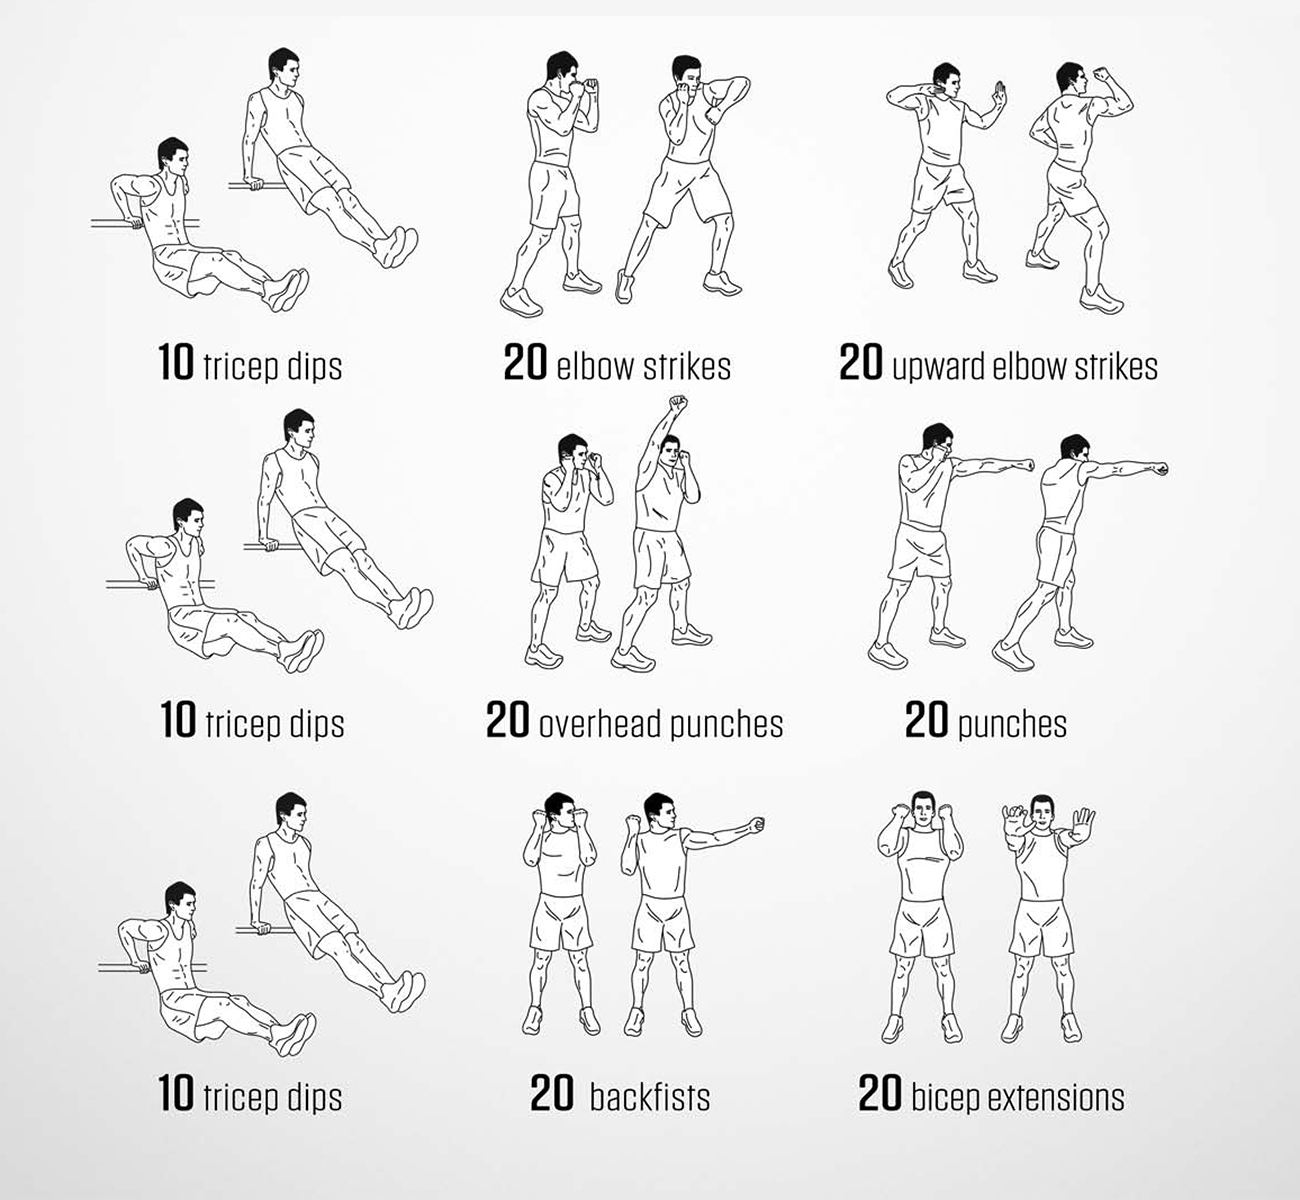 10 tricep dips
20 elbow strikes
20 upward elbow strikes
10 tricep dips
20 overhead punches
20 punches
10 tricep dips
20 backfists
20 bicep extensions